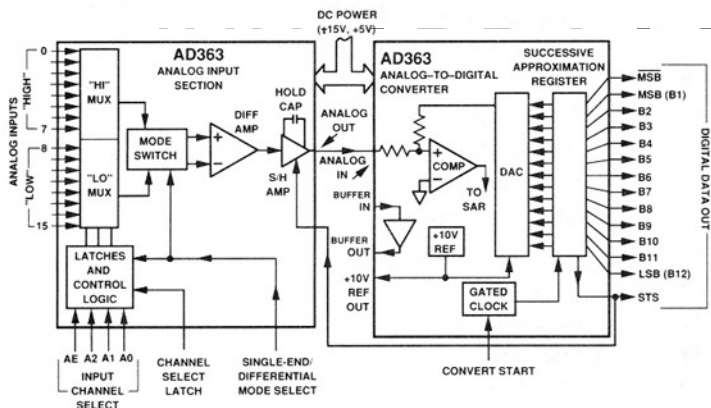 DC POWER
(±15V, +5V)
AD363
ANALOG INPUT
SECTION
ANALOG INPUTS
"HIGH"
"LOW"
0
7
8
15
"HI"
MUX
"LO"
MUX
MODE
SWITCH
DIFF
AMP
+
−
HOLD
CAP
S/H
AMP
LATCHES
AND
CONTROL
LOGIC
AE A2 A1 A0
INPUT
CHANNEL
SELECT
CHANNEL
SELECT
LATCH
SINGLE-END/
DIFFERENTIAL
MODE SELECT
ANALOG
OUT
ANALOG
IN
AD363
ANALOG-TO-DIGITAL
CONVERTER
SUCCESSIVE
APPROXIMATION
REGISTER
+
−
COMP
TO
SAR
DAC
BUFFER
IN
BUFFER
OUT
+10V
REF
OUT
+10V
REF
GATED
CLOCK
CONVERT START
MSB
MSB (B1)
B2
B3
B4
B5
B6
B7
B8
B9
B10
B11
LSB (B12)
STS
DIGITAL DATA OUT